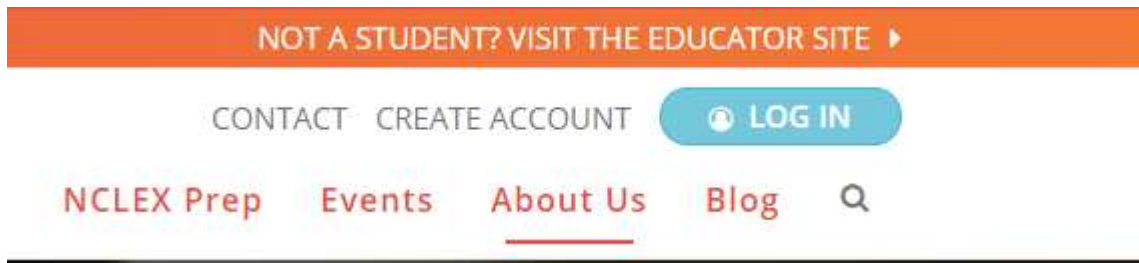 NOT A STUDENT? VISIT THE EDUCATOR SITE
CONTACT CREATE ACCOUNT LOG IN
NCLEX Prep Events About Us Blog